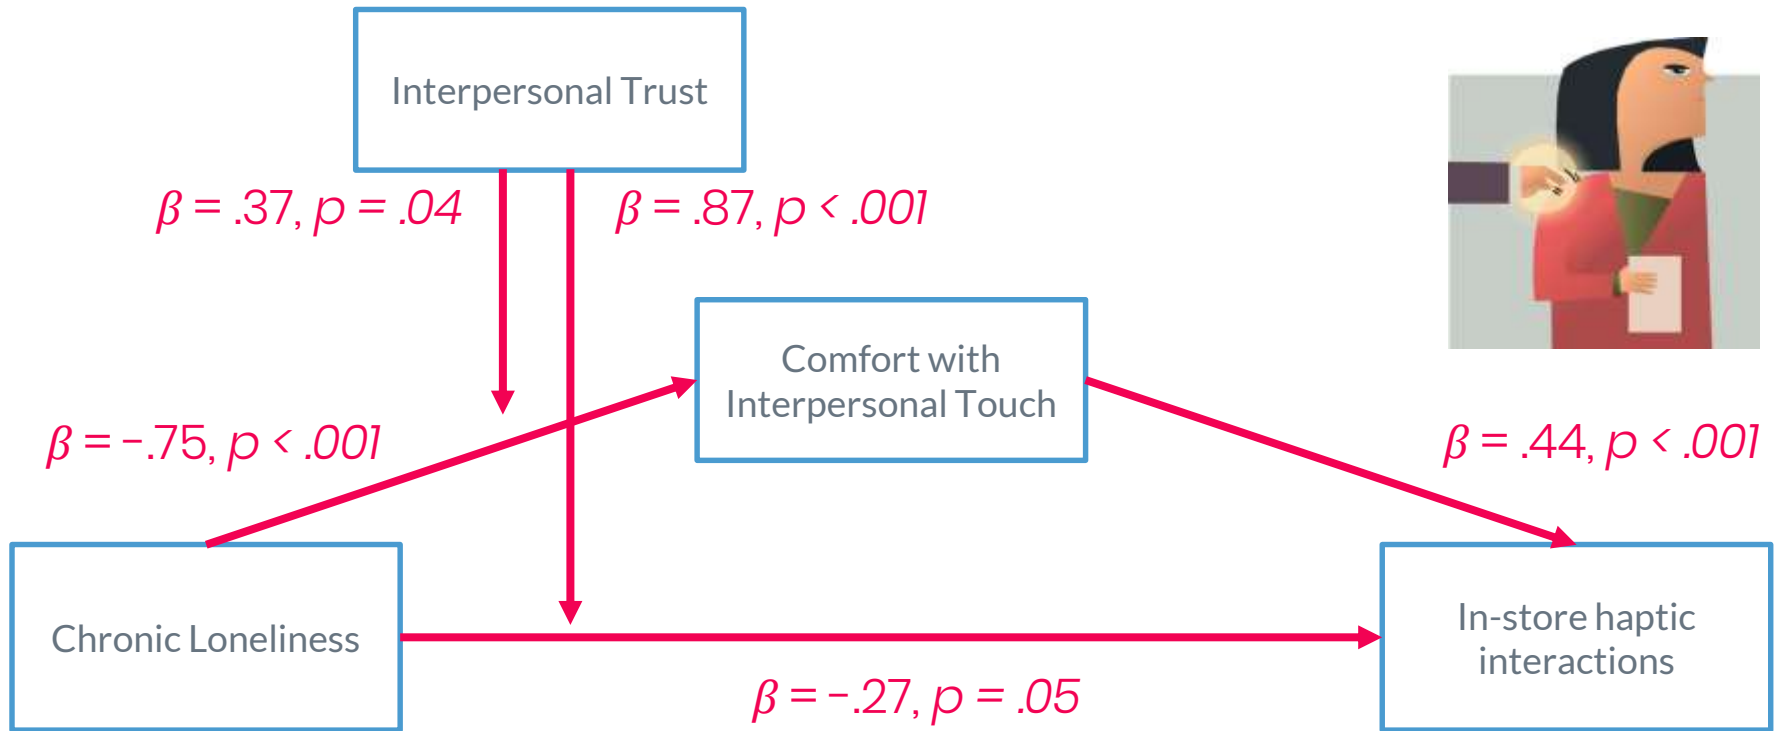 Interpersonal Trust
β = .37, p = .04
β = .87, p < .001
Comfort with
Interpersonal Touch
β = -.75, p < .001
β = .44, p < .001
Chronic Loneliness
In-store haptic
interactions
β = -.27, p = .05